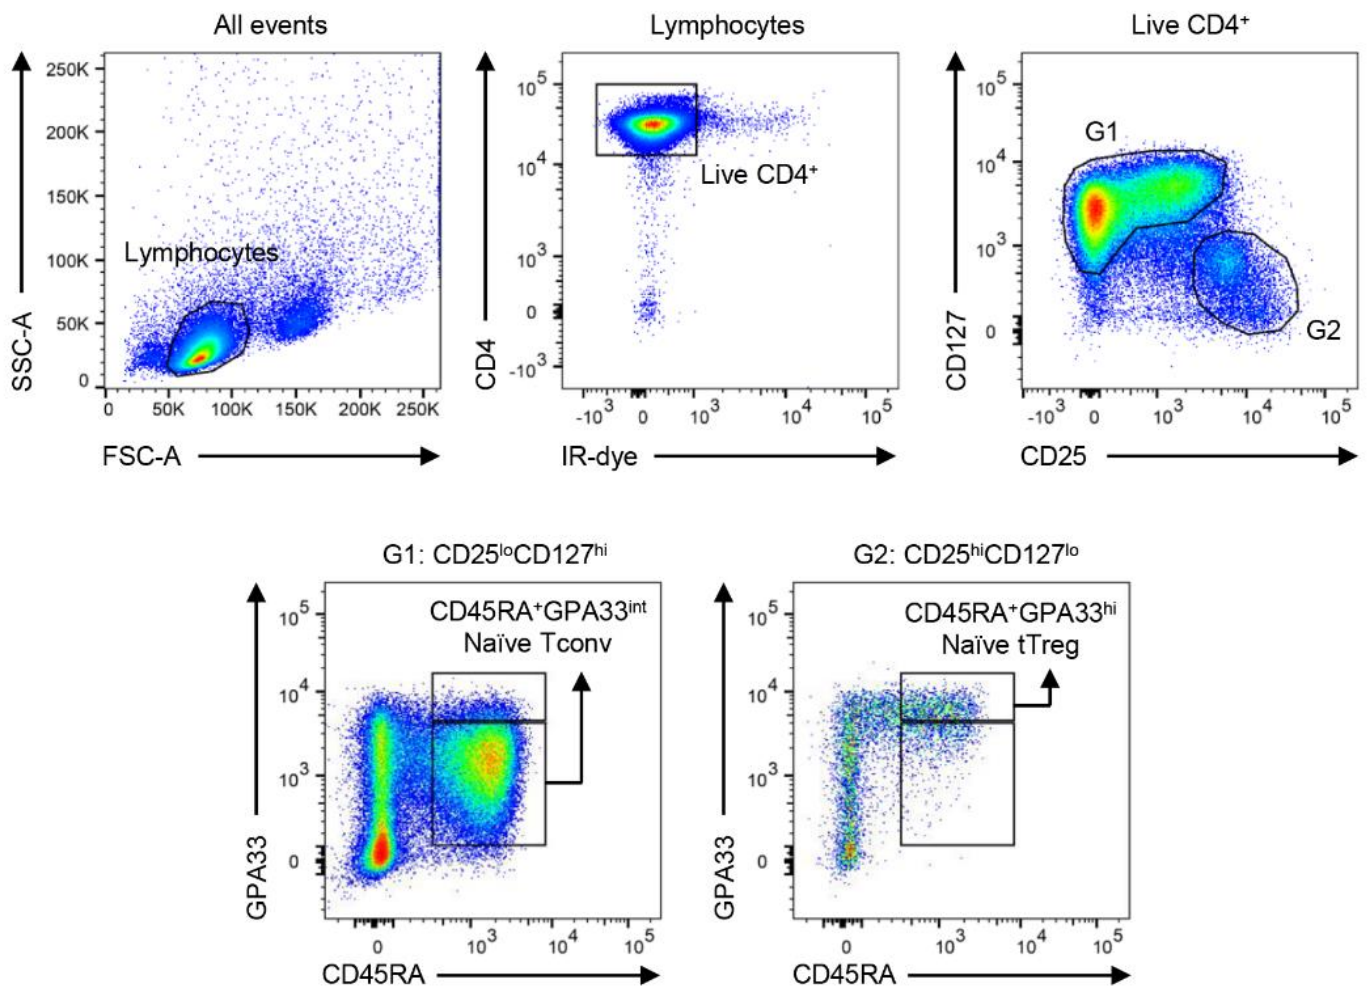 All events
SSC-A
250K
200K
150K
100K
50K
0
Lymphocytes
0 50K 100K 150K 200K 250K
FSC-A
Lymphocytes
CD4
10⁵
10⁴
10³
0
-10³
Live CD4⁺
-10³ 0 10³ 10⁴ 10⁵
IR-dye
Live CD4⁺
CD127
10⁵
10⁴
10³
0
G1
G2
-10³ 0 10³ 10⁴ 10⁵
CD25
G1: CD25ˡᵒCD127ʰⁱ
GPA33
10⁵
10⁴
10³
0
CD45RA⁺GPA33ⁱⁿᵗ
Naïve Tconv
0 10³ 10⁴ 10⁵
CD45RA
G2: CD25ʰⁱCD127ˡᵒ
GPA33
10⁵
10⁴
10³
0
CD45RA⁺GPA33ʰⁱ
Naïve tTreg
0 10³ 10⁴ 10⁵
CD45RA